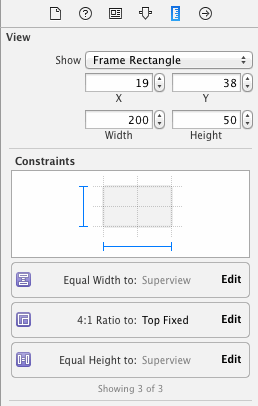 View
Show Frame Rectangle
19 38
X Y
200 50
Width Height
Constraints
Equal Width to: Superview Edit
4:1 Ratio to: Top Fixed Edit
Equal Height to: Superview Edit
Showing 3 of 3